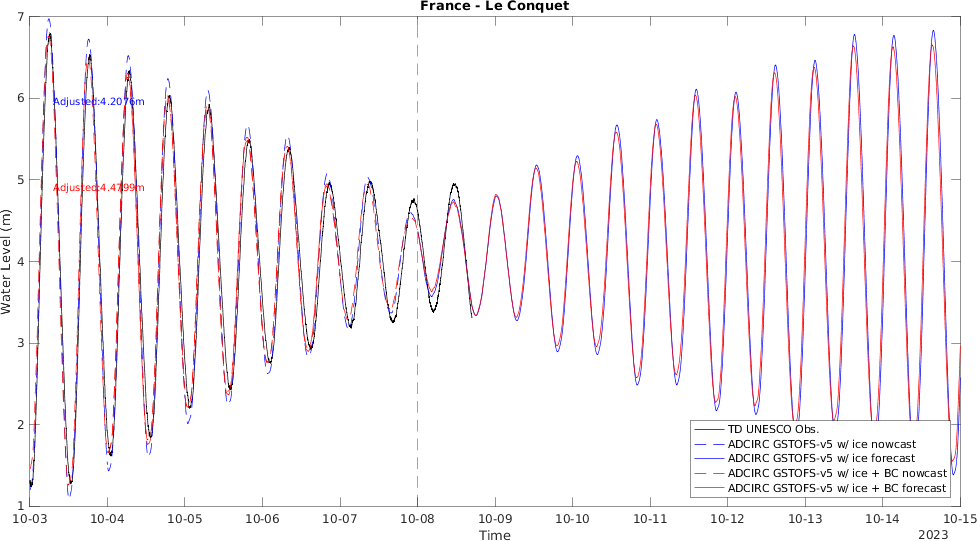 France - Le Conquet
7
6
5
4
3
2
1
Water Level (m)
Adjusted:4.2076m
Adjusted:4.4799m
TD UNESCO Obs.
ADCIRC GSTOFS-v5 w/ ice nowcast
ADCIRC GSTOFS-v5 w/ ice forecast
ADCIRC GSTOFS-v5 w/ ice + BC nowcast
ADCIRC GSTOFS-v5 w/ ice + BC forecast
10-03 10-04 10-05 10-06 10-07 10-08 10-09 10-10 10-11 10-12 10-13 10-14 10-15
Time
2023